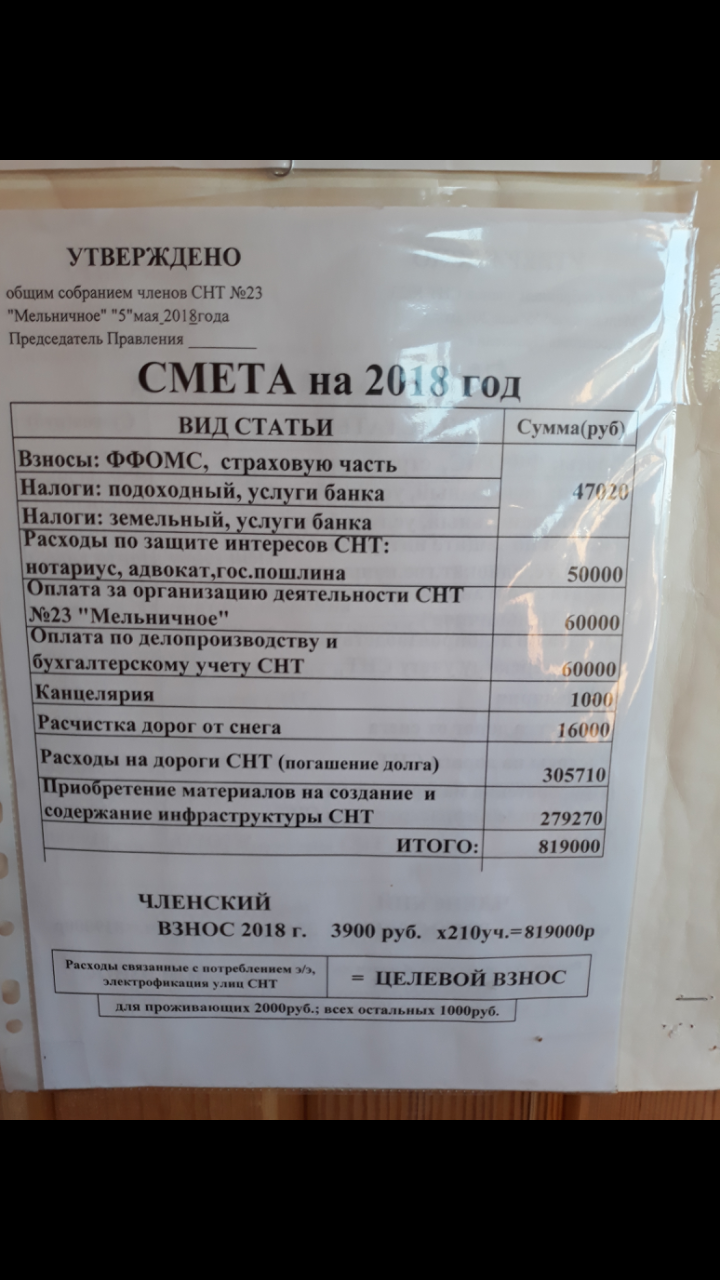 УТВЕРЖДЕНО
общим собранием членов СНТ №23
"Мельничное" "5"мая_2018года
Председатель Правления ________
СМЕТА на 2018 год
ВИД СТАТЬИ Сумма(руб)
Взносы: ФФОМС, страховую часть
Налоги: подоходный, услуги банка 47020
Налоги: земельный, услуги банка
Расходы по защите интересов СНТ:
нотариус, адвокат,гос.пошлина 50000
Оплата за организацию деятельности СНТ
№23 "Мельничное" 60000
Оплата по делопроизводству и
бухгалтерскому учету СНТ 60000
Канцелярия 1000
Расчистка дорог от снега 16000
Расходы на дороги СНТ (погашение долга) 305710
Приобретение материалов на создание и
содержание инфраструктуры СНТ 279270
ИТОГО: 819000
ЧЛЕНСКИЙ
ВЗНОС 2018 г. 3900 руб. х210уч.=819000р
Расходы связанные с потреблением э/э,
электрофикация улиц СНТ = ЦЕЛЕВОЙ ВЗНОС
для проживающих 2000руб.; всех остальных 1000руб.